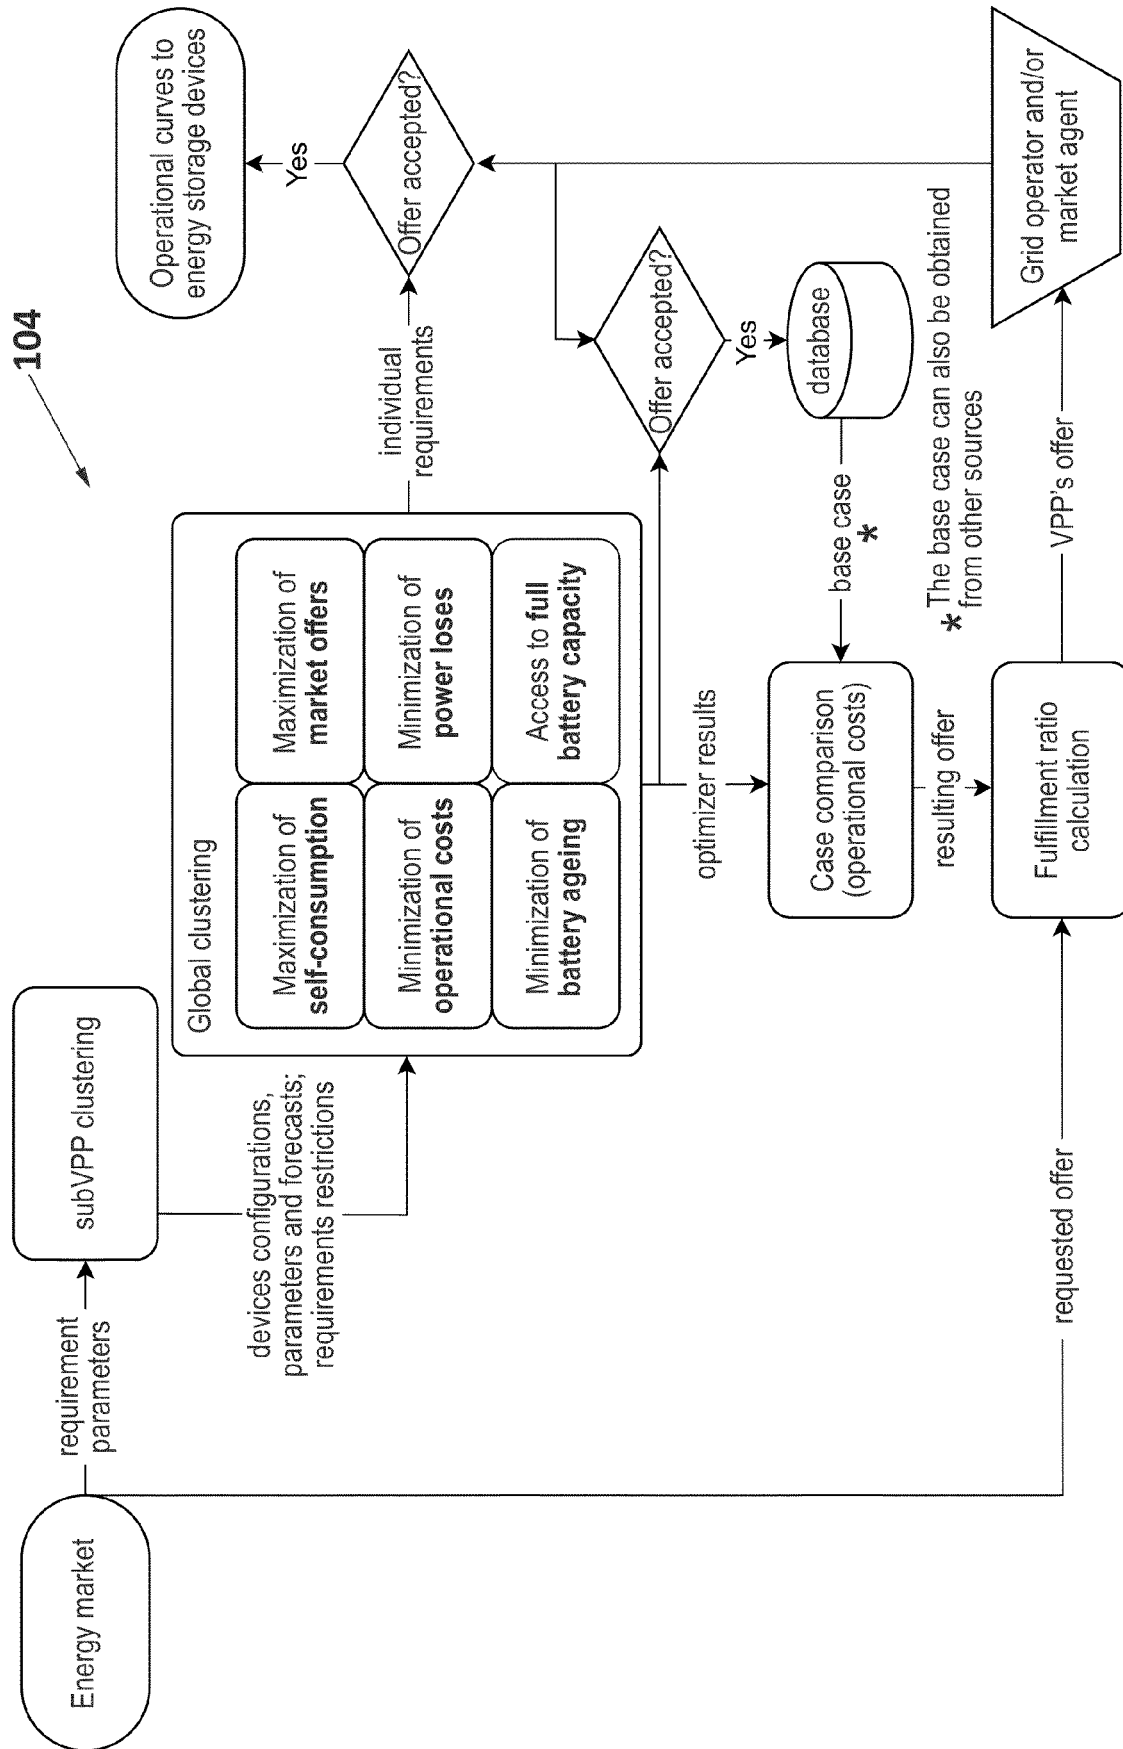 104
Energy market
requirement
parameters
subVPP clustering
devices configurations,
parameters and forecasts;
requirements restrictions
Global clustering
Maximization of
self-consumption
Maximization of
market offers
Minimization of
operational costs
Minimization of
power loses
Minimization of
battery ageing
Access to full
battery capacity
individual
requirements
Offer accepted?
Yes
Operational curves to
energy storage devices
optimizer results
Offer accepted?
Yes
database
base case
*
Case comparison
(operational costs)
resulting offer
* The base case can also be obtained
from other sources
requested offer
Fulfillment ratio
calculation
VPP's offer
Grid operator and/or
market agent